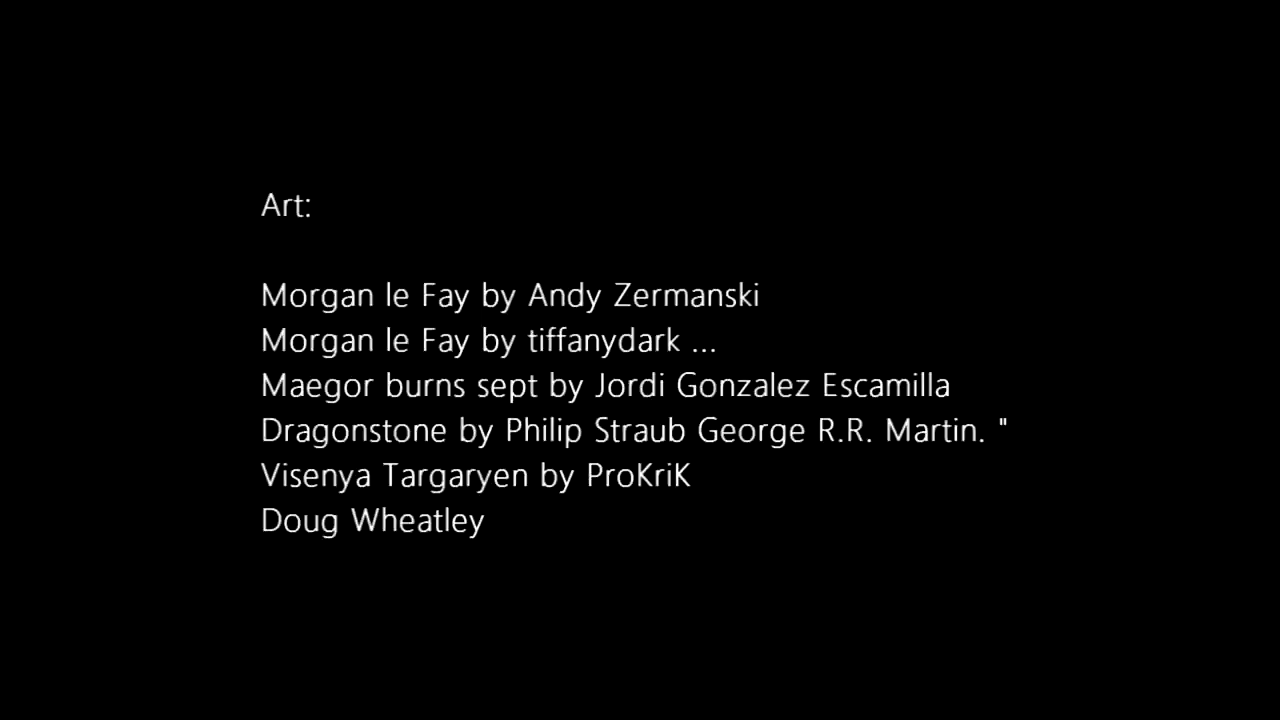 Art:
Morgan le Fay by Andy Zermanski
Morgan le Fay by tiffanydark ...
Maegor burns sept by Jordi Gonzalez Escamilla
Dragonstone by Philip Straub George R.R. Martin. "
Visenya Targaryen by ProKriK
Doug Wheatley